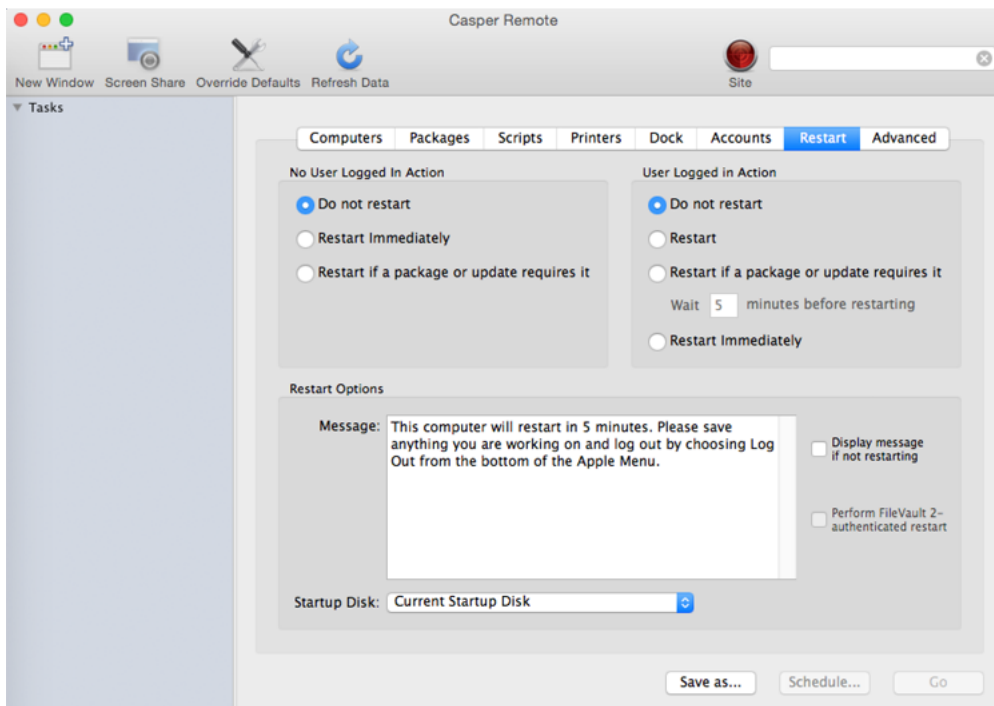 Casper Remote
New Window Screen Share Override Defaults Refresh Data Site
Tasks
Computers Packages Scripts Printers Dock Accounts Restart Advanced
No User Logged In Action
Do not restart
Restart Immediately
Restart if a package or update requires it
User Logged in Action
Do not restart
Restart
Restart if a package or update requires it
Wait 5 minutes before restarting
Restart Immediately
Restart Options
Message: This computer will restart in 5 minutes. Please save
anything you are working on and log out by choosing Log
Out from the bottom of the Apple Menu.
Display message
if not restarting
Perform FileVault 2-
authenticated restart
Startup Disk: Current Startup Disk
Save as... Schedule... Go